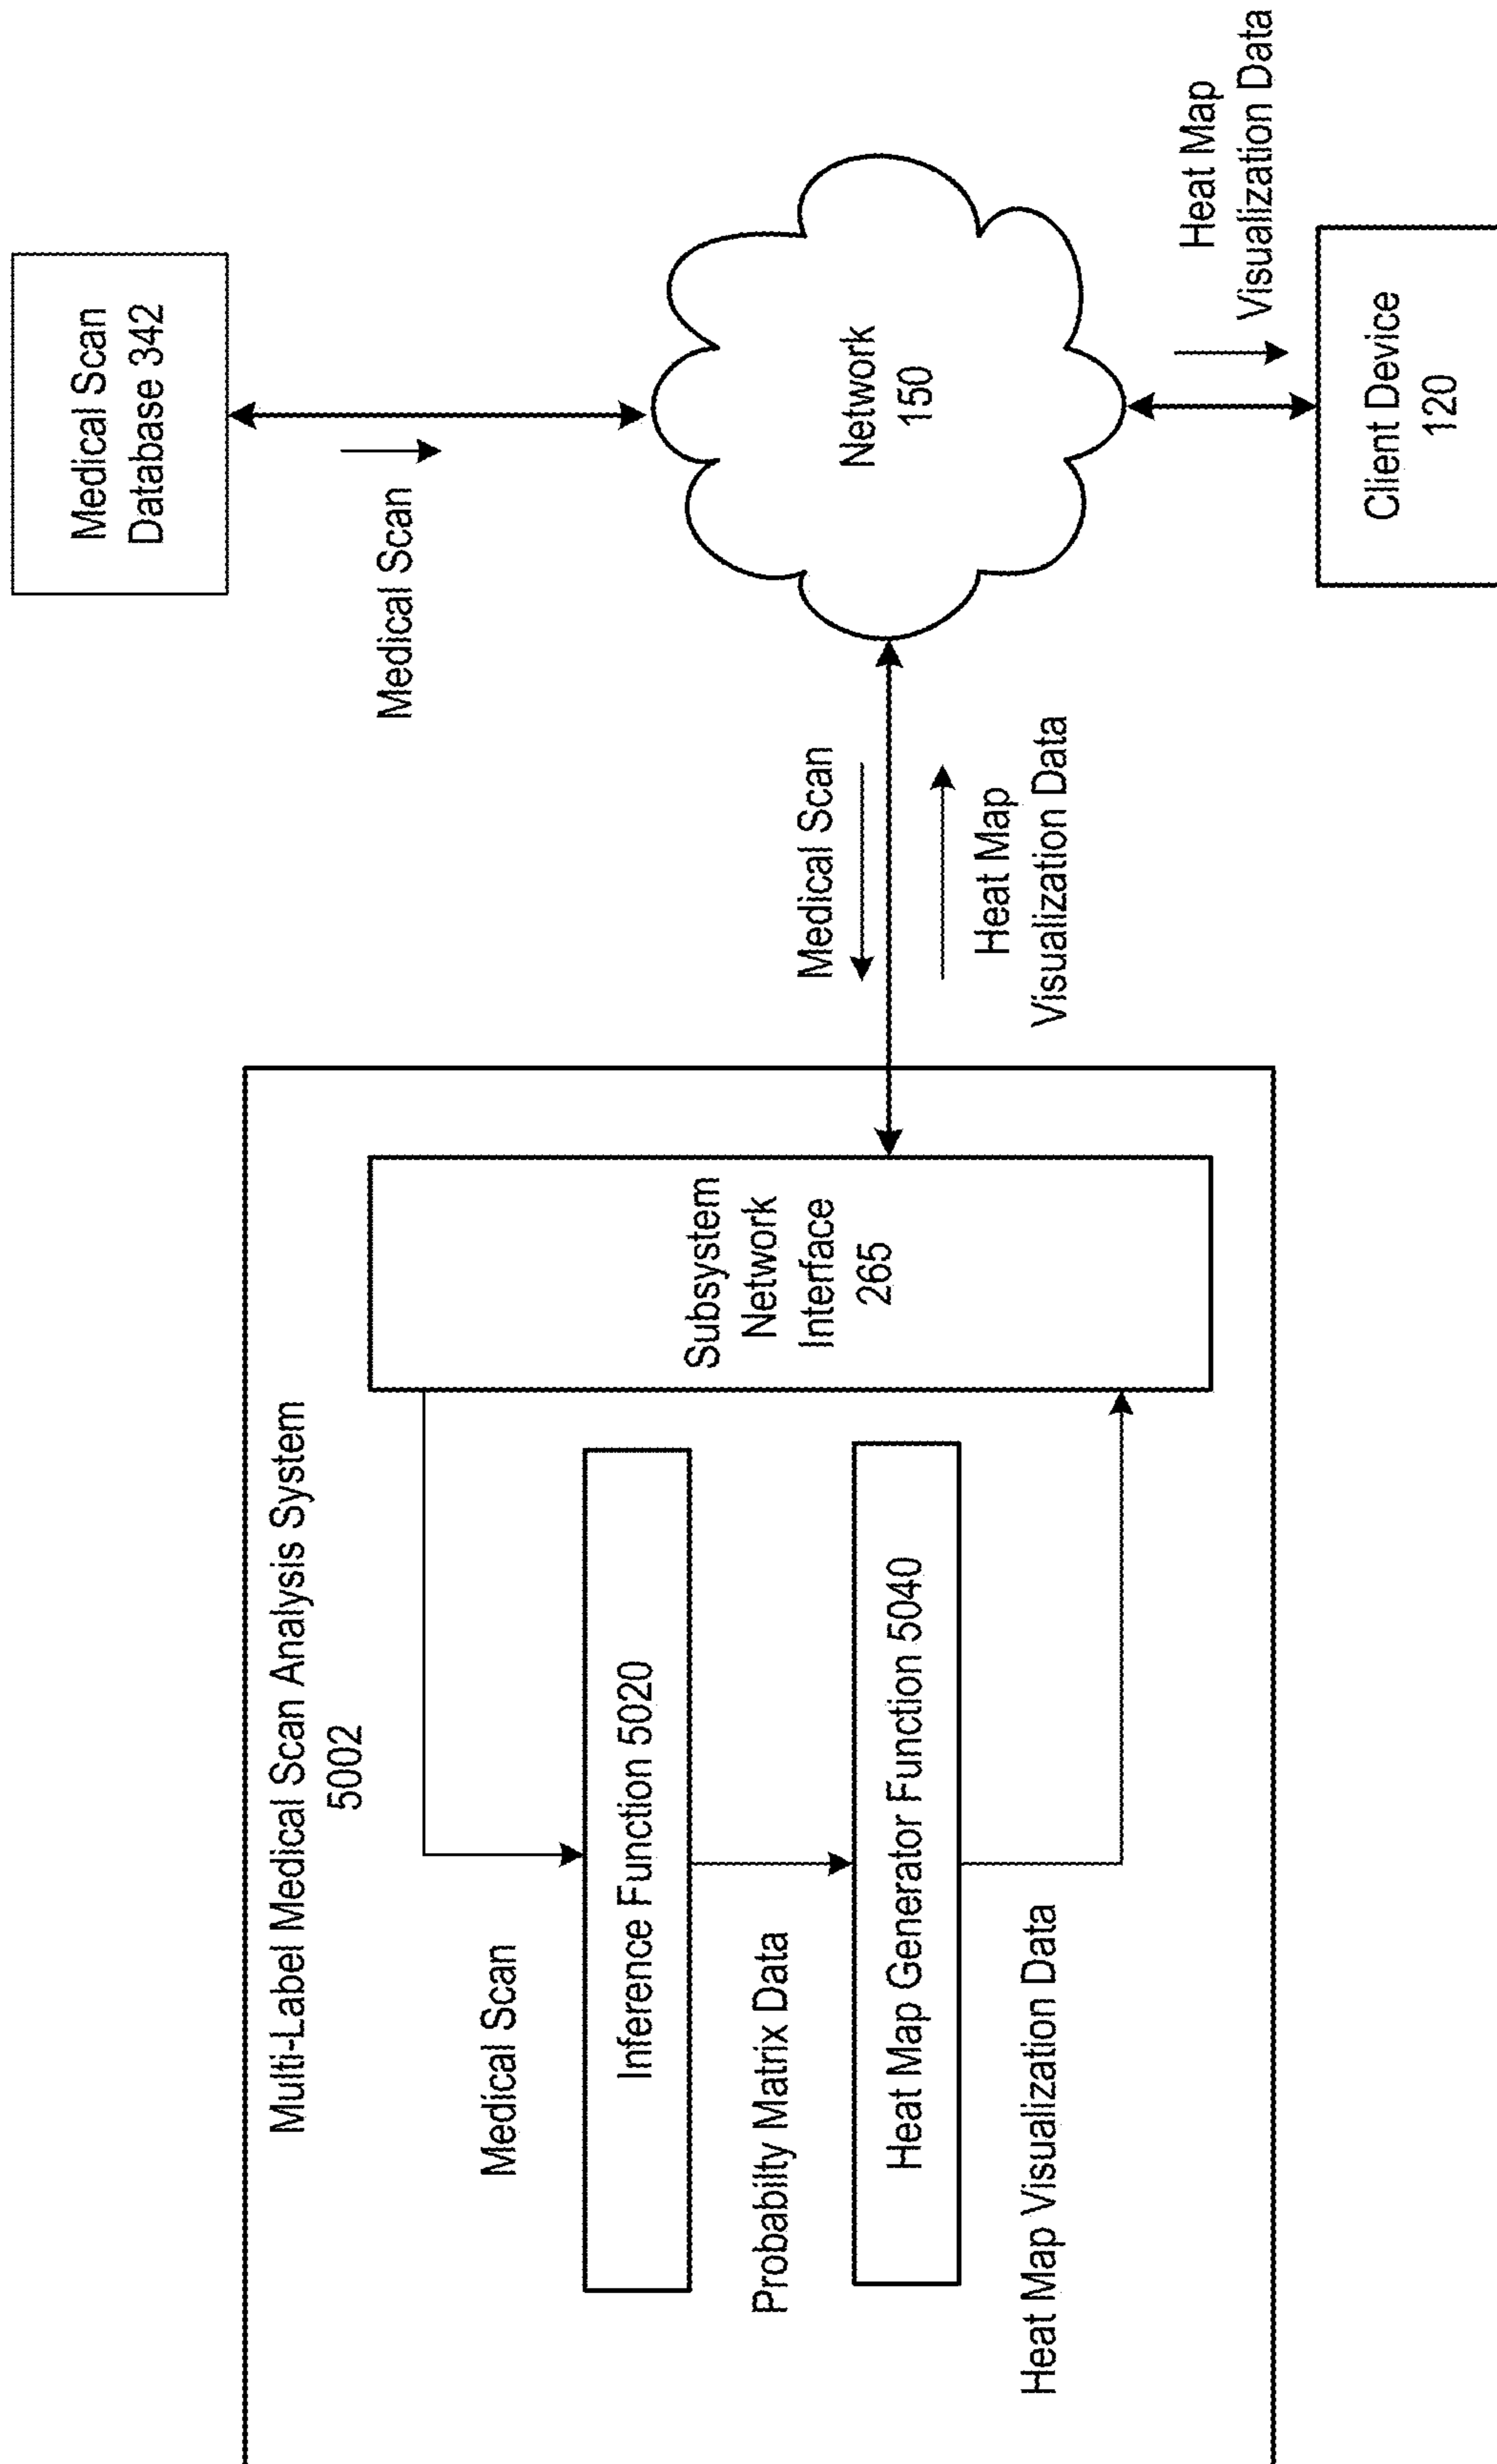 Multi-Label Medical Scan Analysis System
5002
Medical Scan
Inference Function 5020
Probabilty Matrix Data
Heat Map Generator Function 5040
Heat Map Visualization Data
Subsystem
Network
Interface
265
Medical Scan
Heat Map
Visualization Data
Medical Scan
Database 342
Medical Scan
Network
150
Heat Map
Visualization Data
Client Device
120